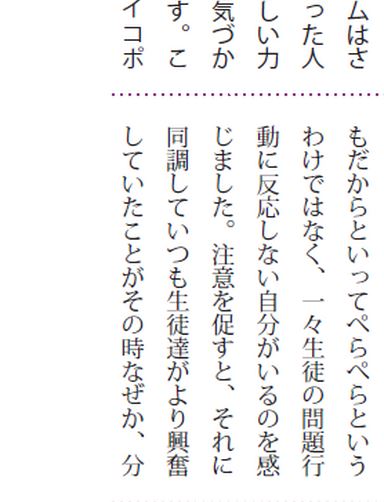 ムはさ
った人
しい力
気づか
す。こ
イコポ
もだからといってぺらぺらという
わけではなく、一々生徒の問題行
動に反応しない自分がいるのを感
じました。注意を促すと、それに
同調していつも生徒達がより興奮
していたことがその時なぜか、分